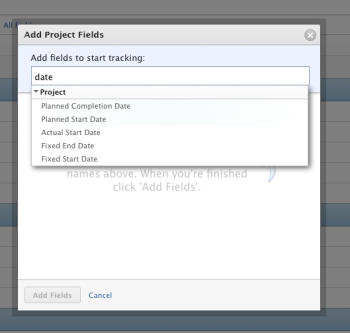 All
Add Project Fields
Add fields to start tracking:
date
Project
Planned Completion Date
Planned Start Date
Actual Start Date
Fixed End Date
Fixed Start Date
names above. When you're finished
click 'Add Fields'.
Add Fields Cancel